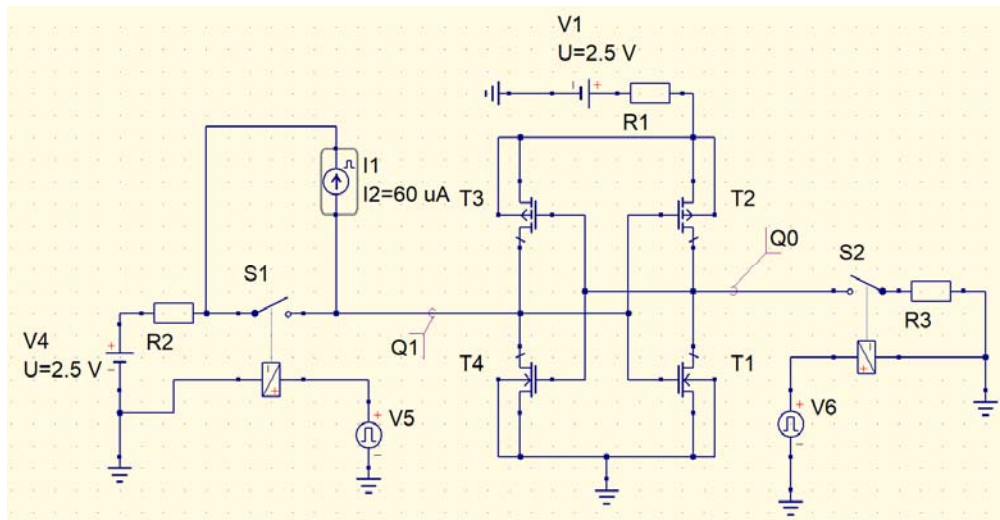 V1
U=2.5 V
R1
I1
I2=60 uA
T3
T2
Q0
S2
S1
R2
R3
V4
U=2.5 V
Q1
T4
T1
V5
V6